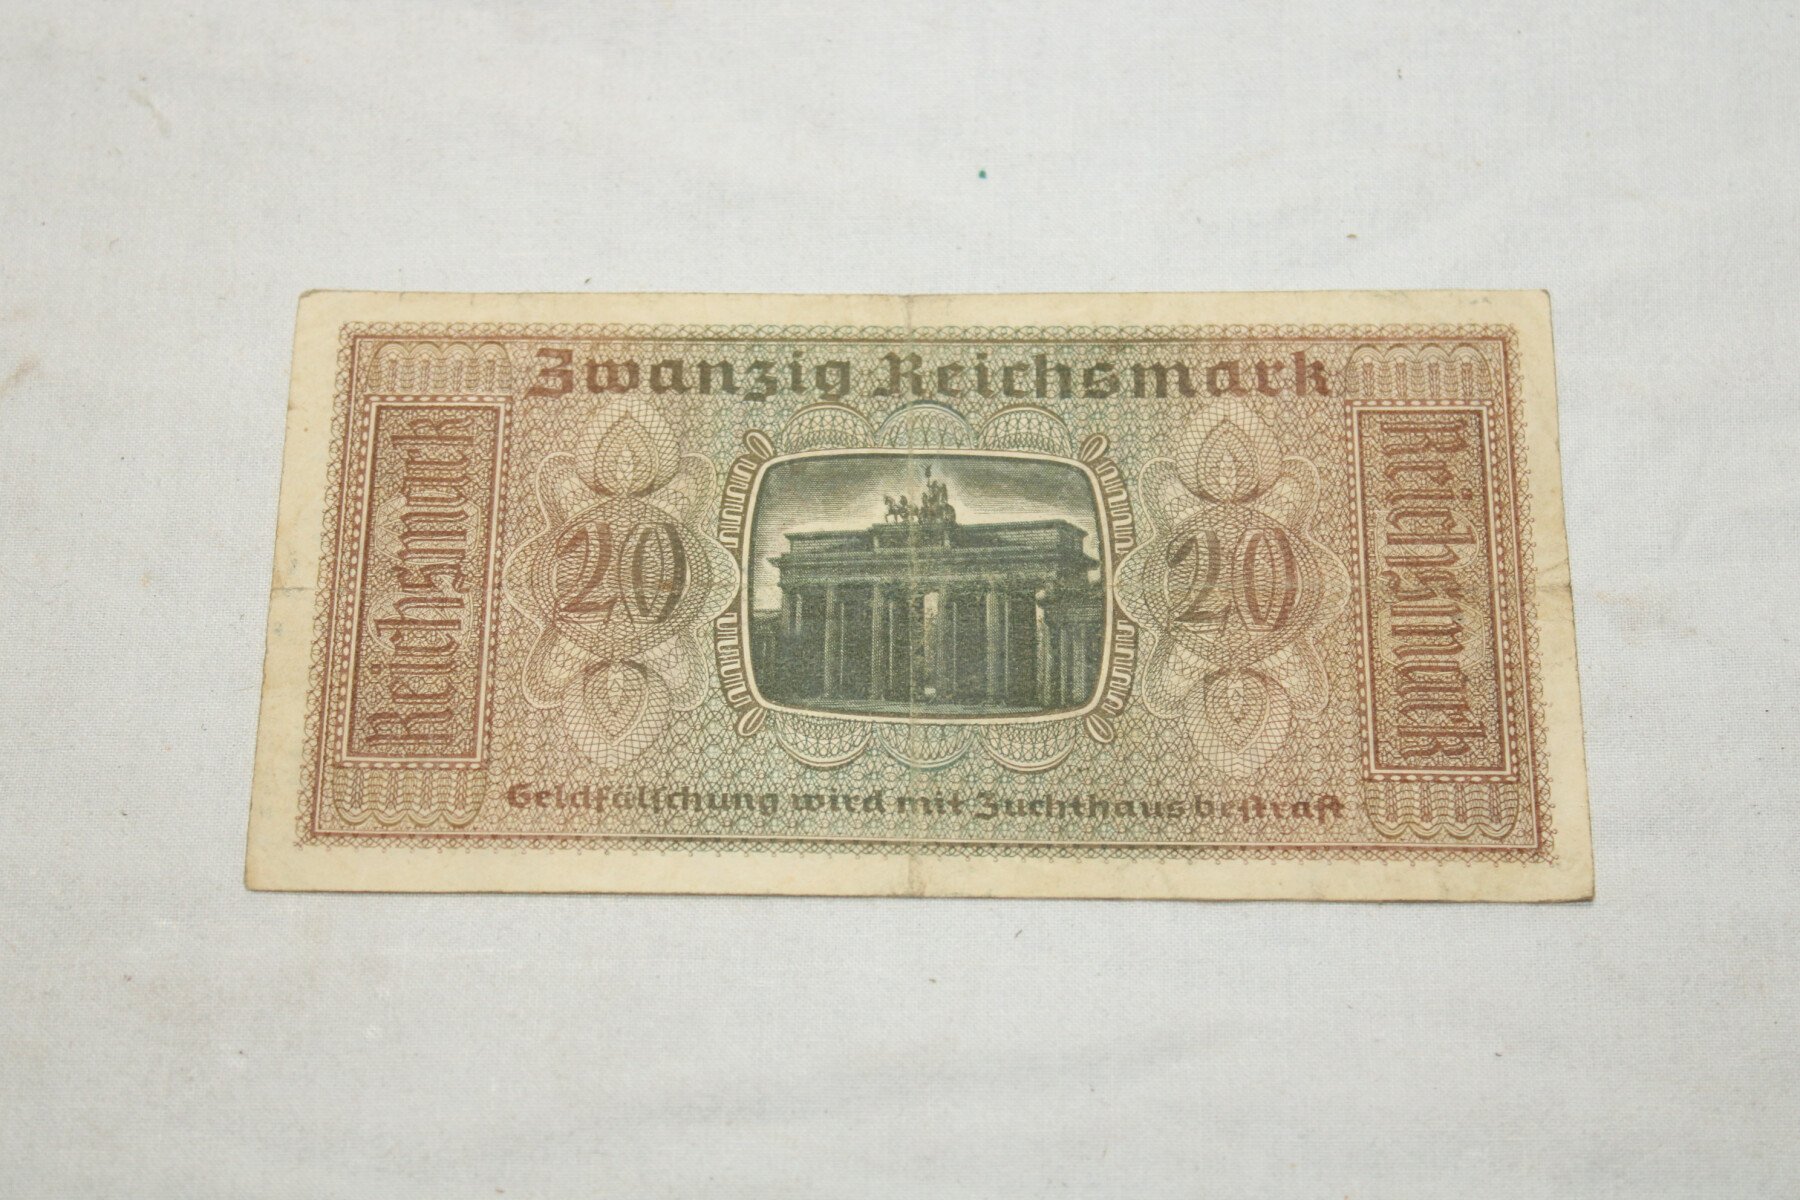 Zwanzig Reichsmark
Reichsmark
20
20
Reichsmark
Geldfälschung wird mit Zuchthaus bestraft